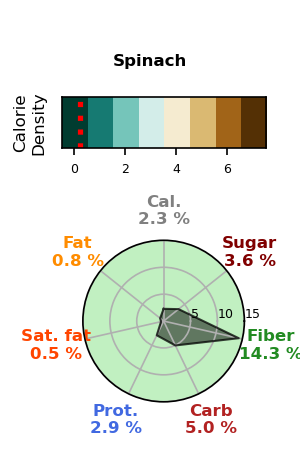 Spinach
Calorie
Density
0 2 4 6
Cal.
2.3 %
Fat
0.8 %
Sugar
3.6 %
5 10 15
Sat. fat
0.5 %
Fiber
14.3 %
Prot.
2.9 %
Carb
5.0 %